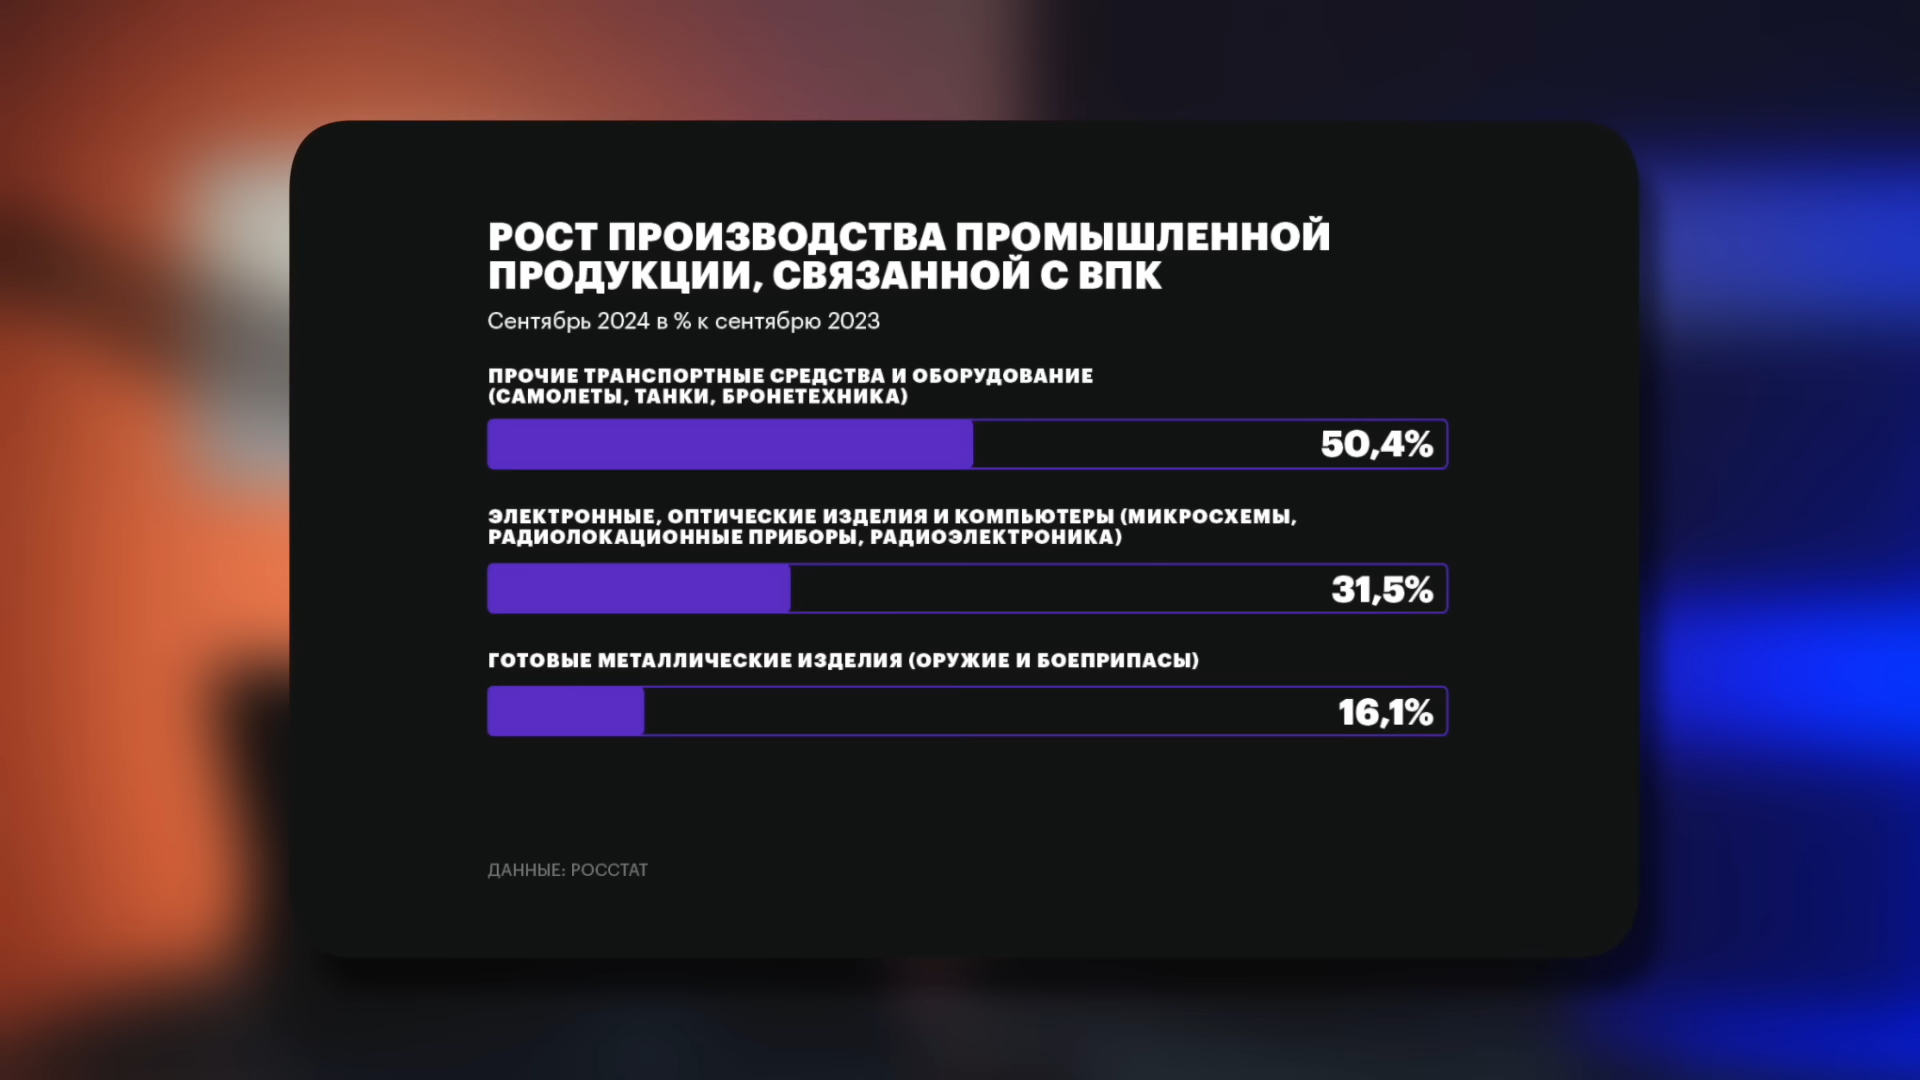 РОСТ ПРОИЗВОДСТВА ПРОМЫШЛЕННОЙ
ПРОДУКЦИИ, СВЯЗАННОЙ С ВПК
Сентябрь 2024 в % к сентябрю 2023
ПРОЧИЕ ТРАНСПОРТНЫЕ СРЕДСТВА И ОБОРУДОВАНИЕ
(САМОЛЕТЫ, ТАНКИ, БРОНЕТЕХНИКА)
50,4%
ЭЛЕКТРОННЫЕ, ОПТИЧЕСКИЕ ИЗДЕЛИЯ И КОМПЬЮТЕРЫ (МИКРОСХЕМЫ,
РАДИОЛОКАЦИОННЫЕ ПРИБОРЫ, РАДИОЭЛЕКТРОНИКА)
31,5%
ГОТОВЫЕ МЕТАЛЛИЧЕСКИЕ ИЗДЕЛИЯ (ОРУЖИЕ И БОЕПРИПАСЫ)
16,1%
ДАННЫЕ: РОССТАТ